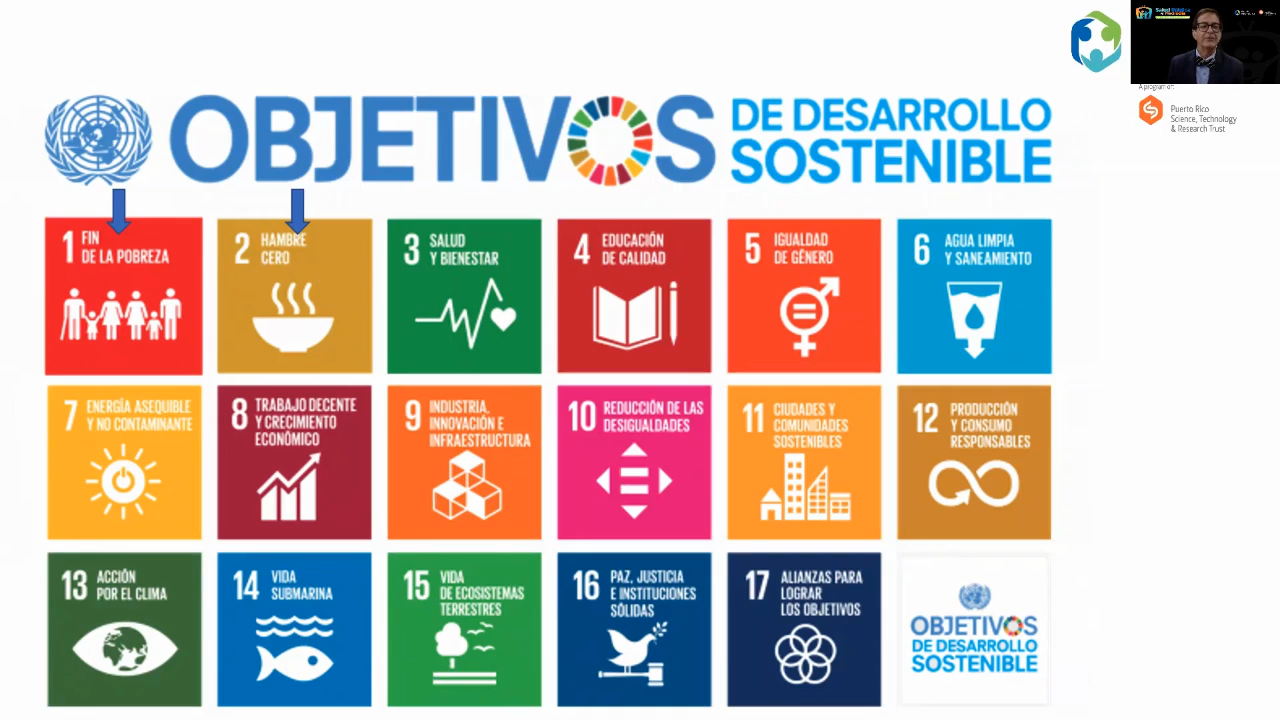 OBJETIVOS
DE DESARROLLO
SOSTENIBLE
A program of:
Puerto Rico
Science, Technology
& Research Trust
1 FIN
DE LA POBREZA
2 HAMBRE
CERO
3 SALUD
Y BIENESTAR
4 EDUCACIÓN
DE CALIDAD
5 IGUALDAD
DE GÉNERO
6 AGUA LIMPIA
Y SANEAMIENTO
7 ENERGÍA ASEQUIBLE
Y NO CONTAMINANTE
8 TRABAJO DECENTE
Y CRECIMIENTO
ECONÓMICO
9 INDUSTRIA,
INNOVACIÓN E
INFRAESTRUCTURA
10 REDUCCIÓN DE LAS
DESIGUALDADES
11 CIUDADES Y
COMUNIDADES
SOSTENIBLES
12 PRODUCCIÓN
Y CONSUMO
RESPONSABLES
13 ACCIÓN
POR EL CLIMA
14 VIDA
SUBMARINA
15 VIDA
DE ECOSISTEMAS
TERRESTRES
16 PAZ, JUSTICIA
E INSTITUCIONES
SÓLIDAS
17 ALIANZAS PARA
LOGRAR
LOS OBJETIVOS
OBJETIVOS
DE DESARROLLO
SOSTENIBLE